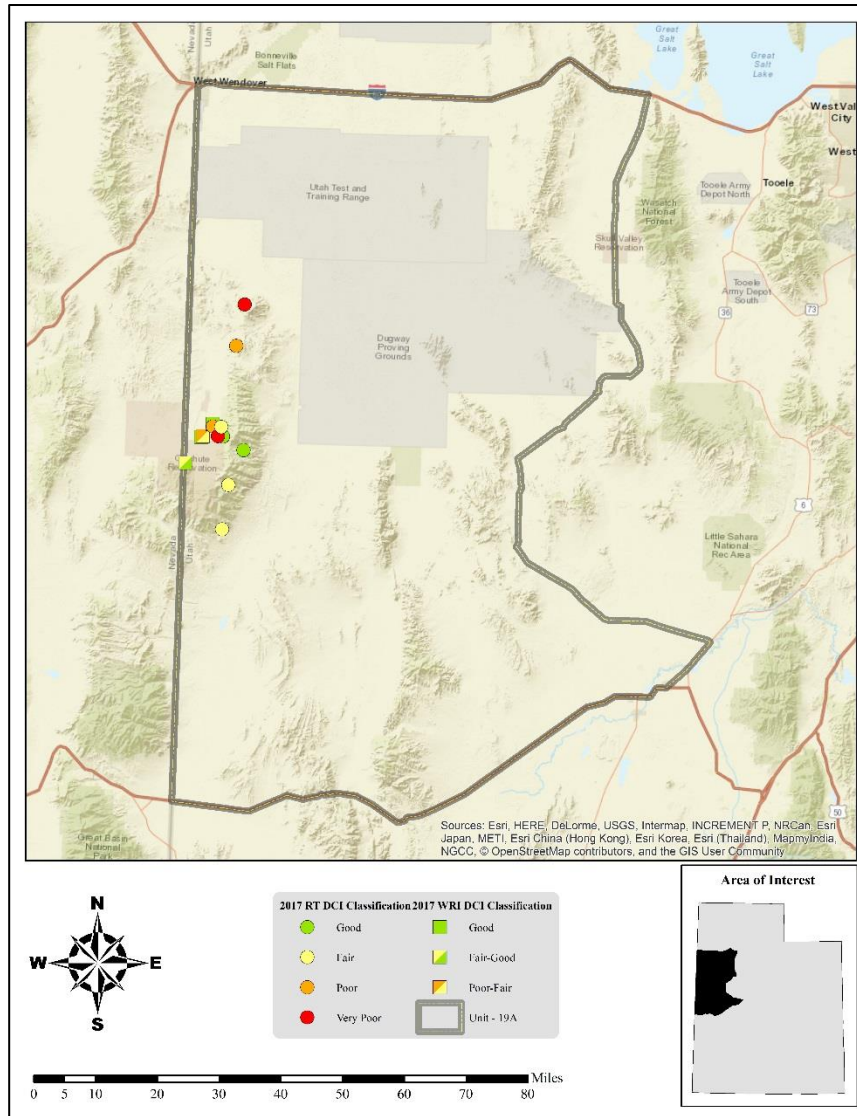 Great Salt
Lake
Great
Salt
Lake
Nevada
Utah
Bonneville
Salt Flats
West Wendover
West Val
City
West
Tooele Army
Depot North
Tooele
Utah Test and
Training Range
Wasatch
National
Forest
Skull Valley
Reservation
Tooele
Army Depot
South
36
73
Dugway
Proving
Grounds
Reservation
6
Little Sahara
National
Rec Area
Nevada
Utah
50
Great Basin
National
Park
Sources: Esri, HERE, DeLorme, USGS, Intermap, INCREMENT P, NRCan, Esri
Japan, METI, Esri China (Hong Kong), Esri Korea, Esri (Thailand), MapmyIndia,
NGCC, © OpenStreetMap contributors, and the GIS User Community
N
W E
S
2017 RT DCI Classification 2017 WRI DCI Classification
Good Good
Fair Fair-Good
Poor Poor-Fair
Very Poor Unit - 19A
Area of Interest
Miles
0 5 10 20 30 40 50 60 70 80